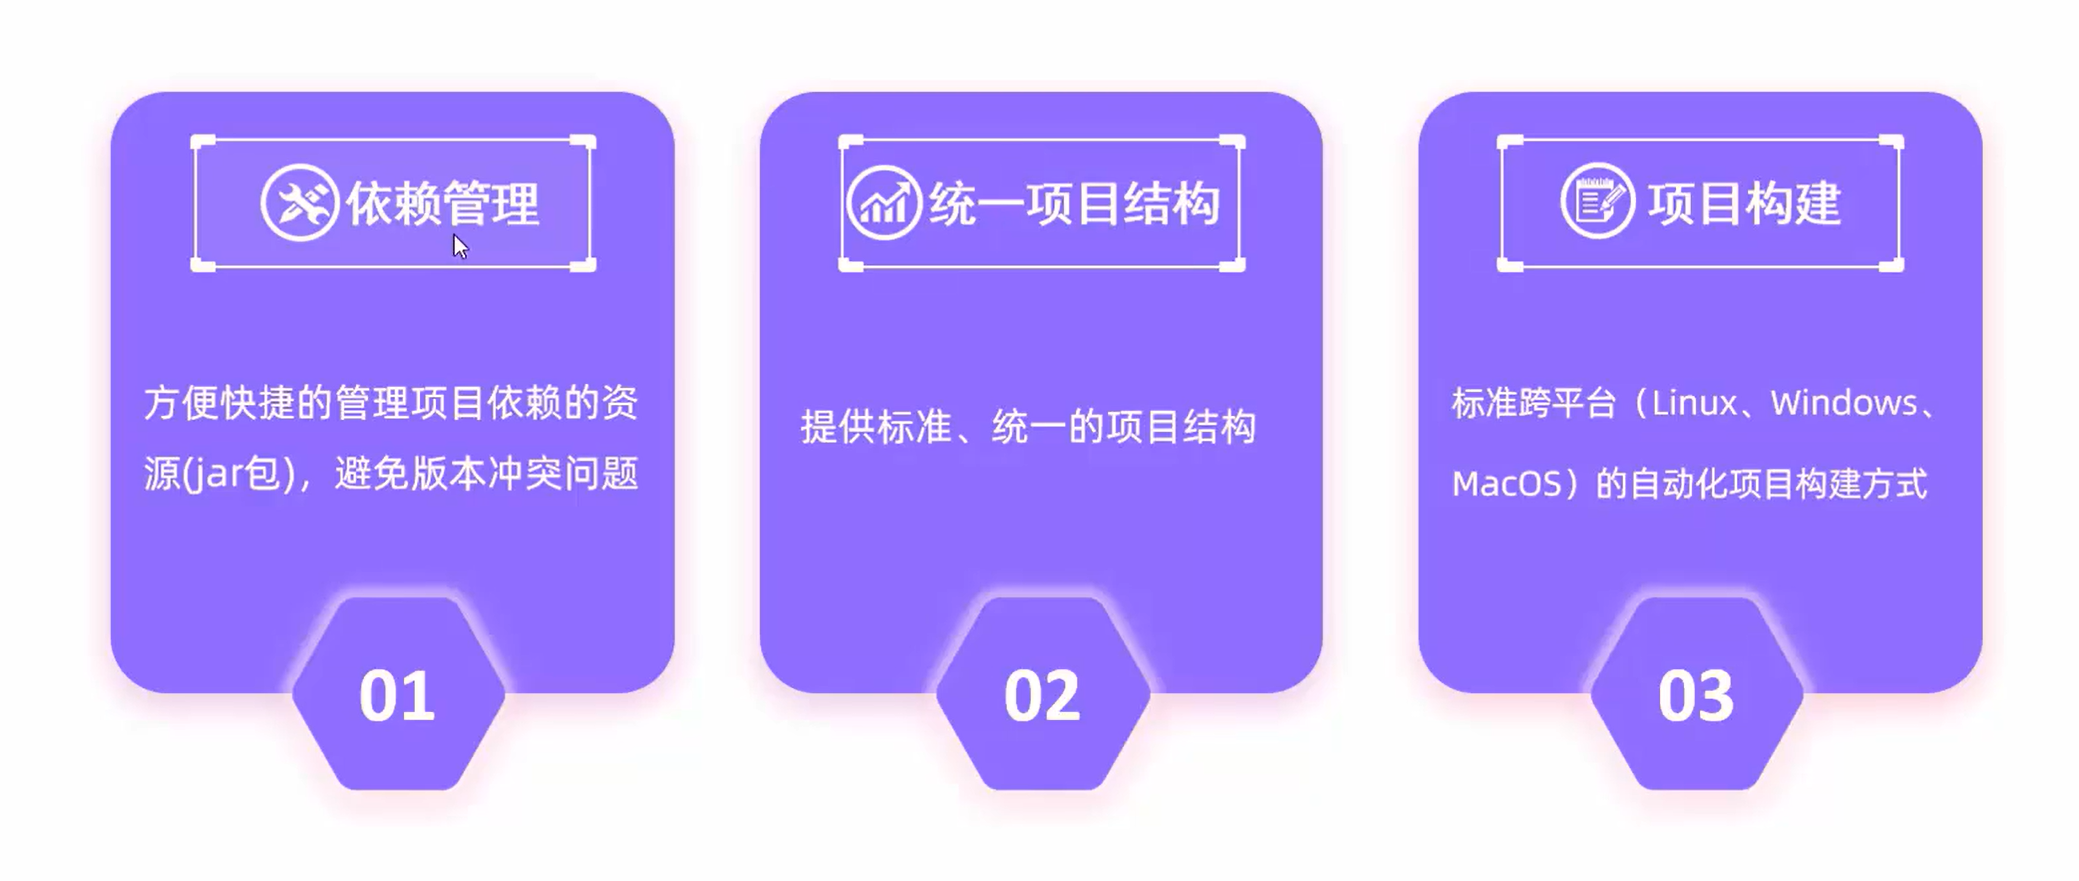 依赖管理
方便快捷的管理项目依赖的资
源(jar包)，避免版本冲突问题
01
统一项目结构
提供标准、统一的项目结构
02
项目构建
标准跨平台（Linux、Windows、
MacOS）的自动化项目构建方式
03